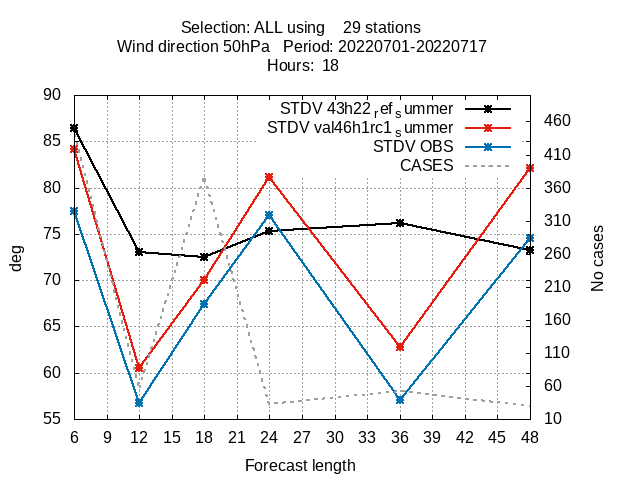 Selection: ALL using    29 stations
Wind direction 50hPa   Period: 20220701-20220717
Hours:  18
90
85
80
75
70
65
60
55
deg
STDV 43h22_ref_summer
STDV val46h1rc1_summer
STDV OBS
CASES
460
410
360
310
260
210
160
110
60
10
No cases
6 9 12 15 18 21 24 27 30 33 36 39 42 45 48
Forecast length